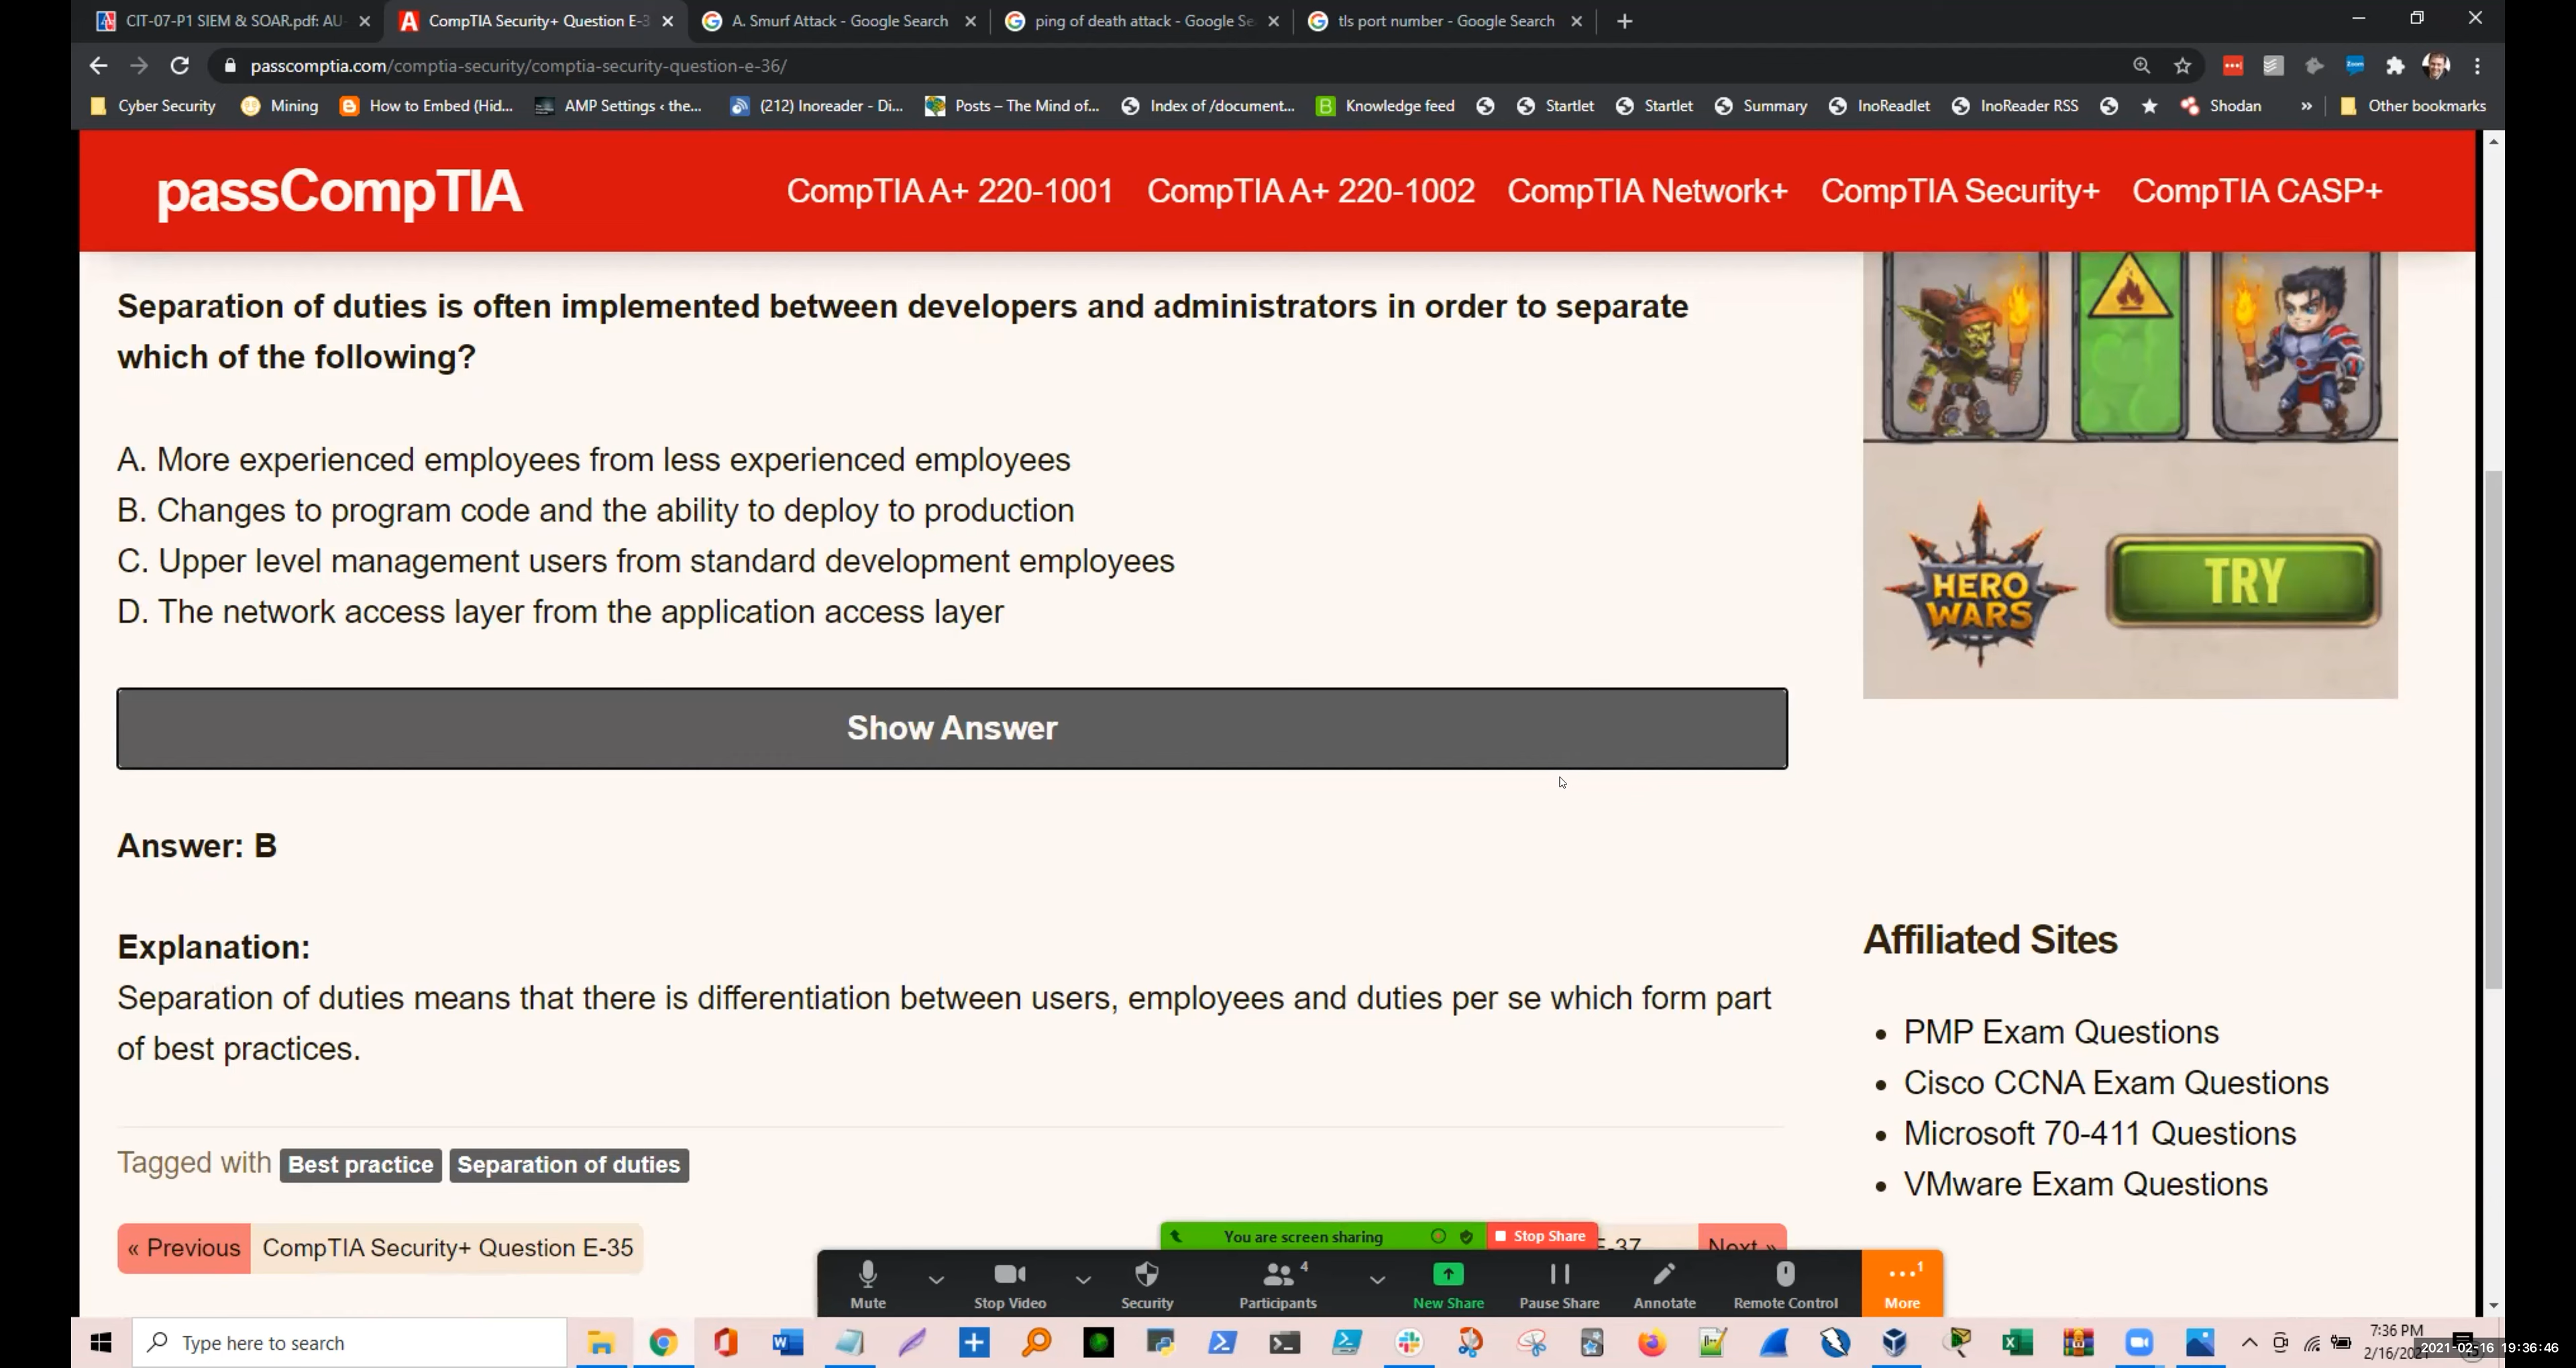 CIT-07-P1 SIEM & SOAR.pdf: AU
CompTIA Security+ Question E-3
A. Smurf Attack - Google Search
ping of death attack - Google Se
tls port number - Google Search
passcomptia.com/comptia-security/comptia-security-question-e-36/
Cyber Security
Mining
How to Embed (Hid...
AMP Settings ‹ the...
(212) Inoreader - Di...
Posts – The Mind of...
Index of /document...
Knowledge feed
Startlet
Startlet
Summary
InoReadlet
InoReader RSS
Shodan
»
Other bookmarks
passCompTIA
CompTIA A+ 220-1001
CompTIA A+ 220-1002
CompTIA Network+
CompTIA Security+
CompTIA CASP+
Separation of duties is often implemented between developers and administrators in order to separate
which of the following?
A. More experienced employees from less experienced employees
B. Changes to program code and the ability to deploy to production
C. Upper level management users from standard development employees
D. The network access layer from the application access layer
HERO
WARS
TRY
Show Answer
Answer: B
Explanation:
Separation of duties means that there is differentiation between users, employees and duties per se which form part
of best practices.
Affiliated Sites
• PMP Exam Questions
• Cisco CCNA Exam Questions
• Microsoft 70-411 Questions
• VMware Exam Questions
Tagged with Best practice Separation of duties
« Previous CompTIA Security+ Question E-35
E-37
Next »
You are screen sharing
Stop Share
Mute
Stop Video
Security
Participants 4
New Share
Pause Share
Annotate
Remote Control
More 1
Type here to search
7:36 PM
2/16/202
2021-02-16 19:36:46